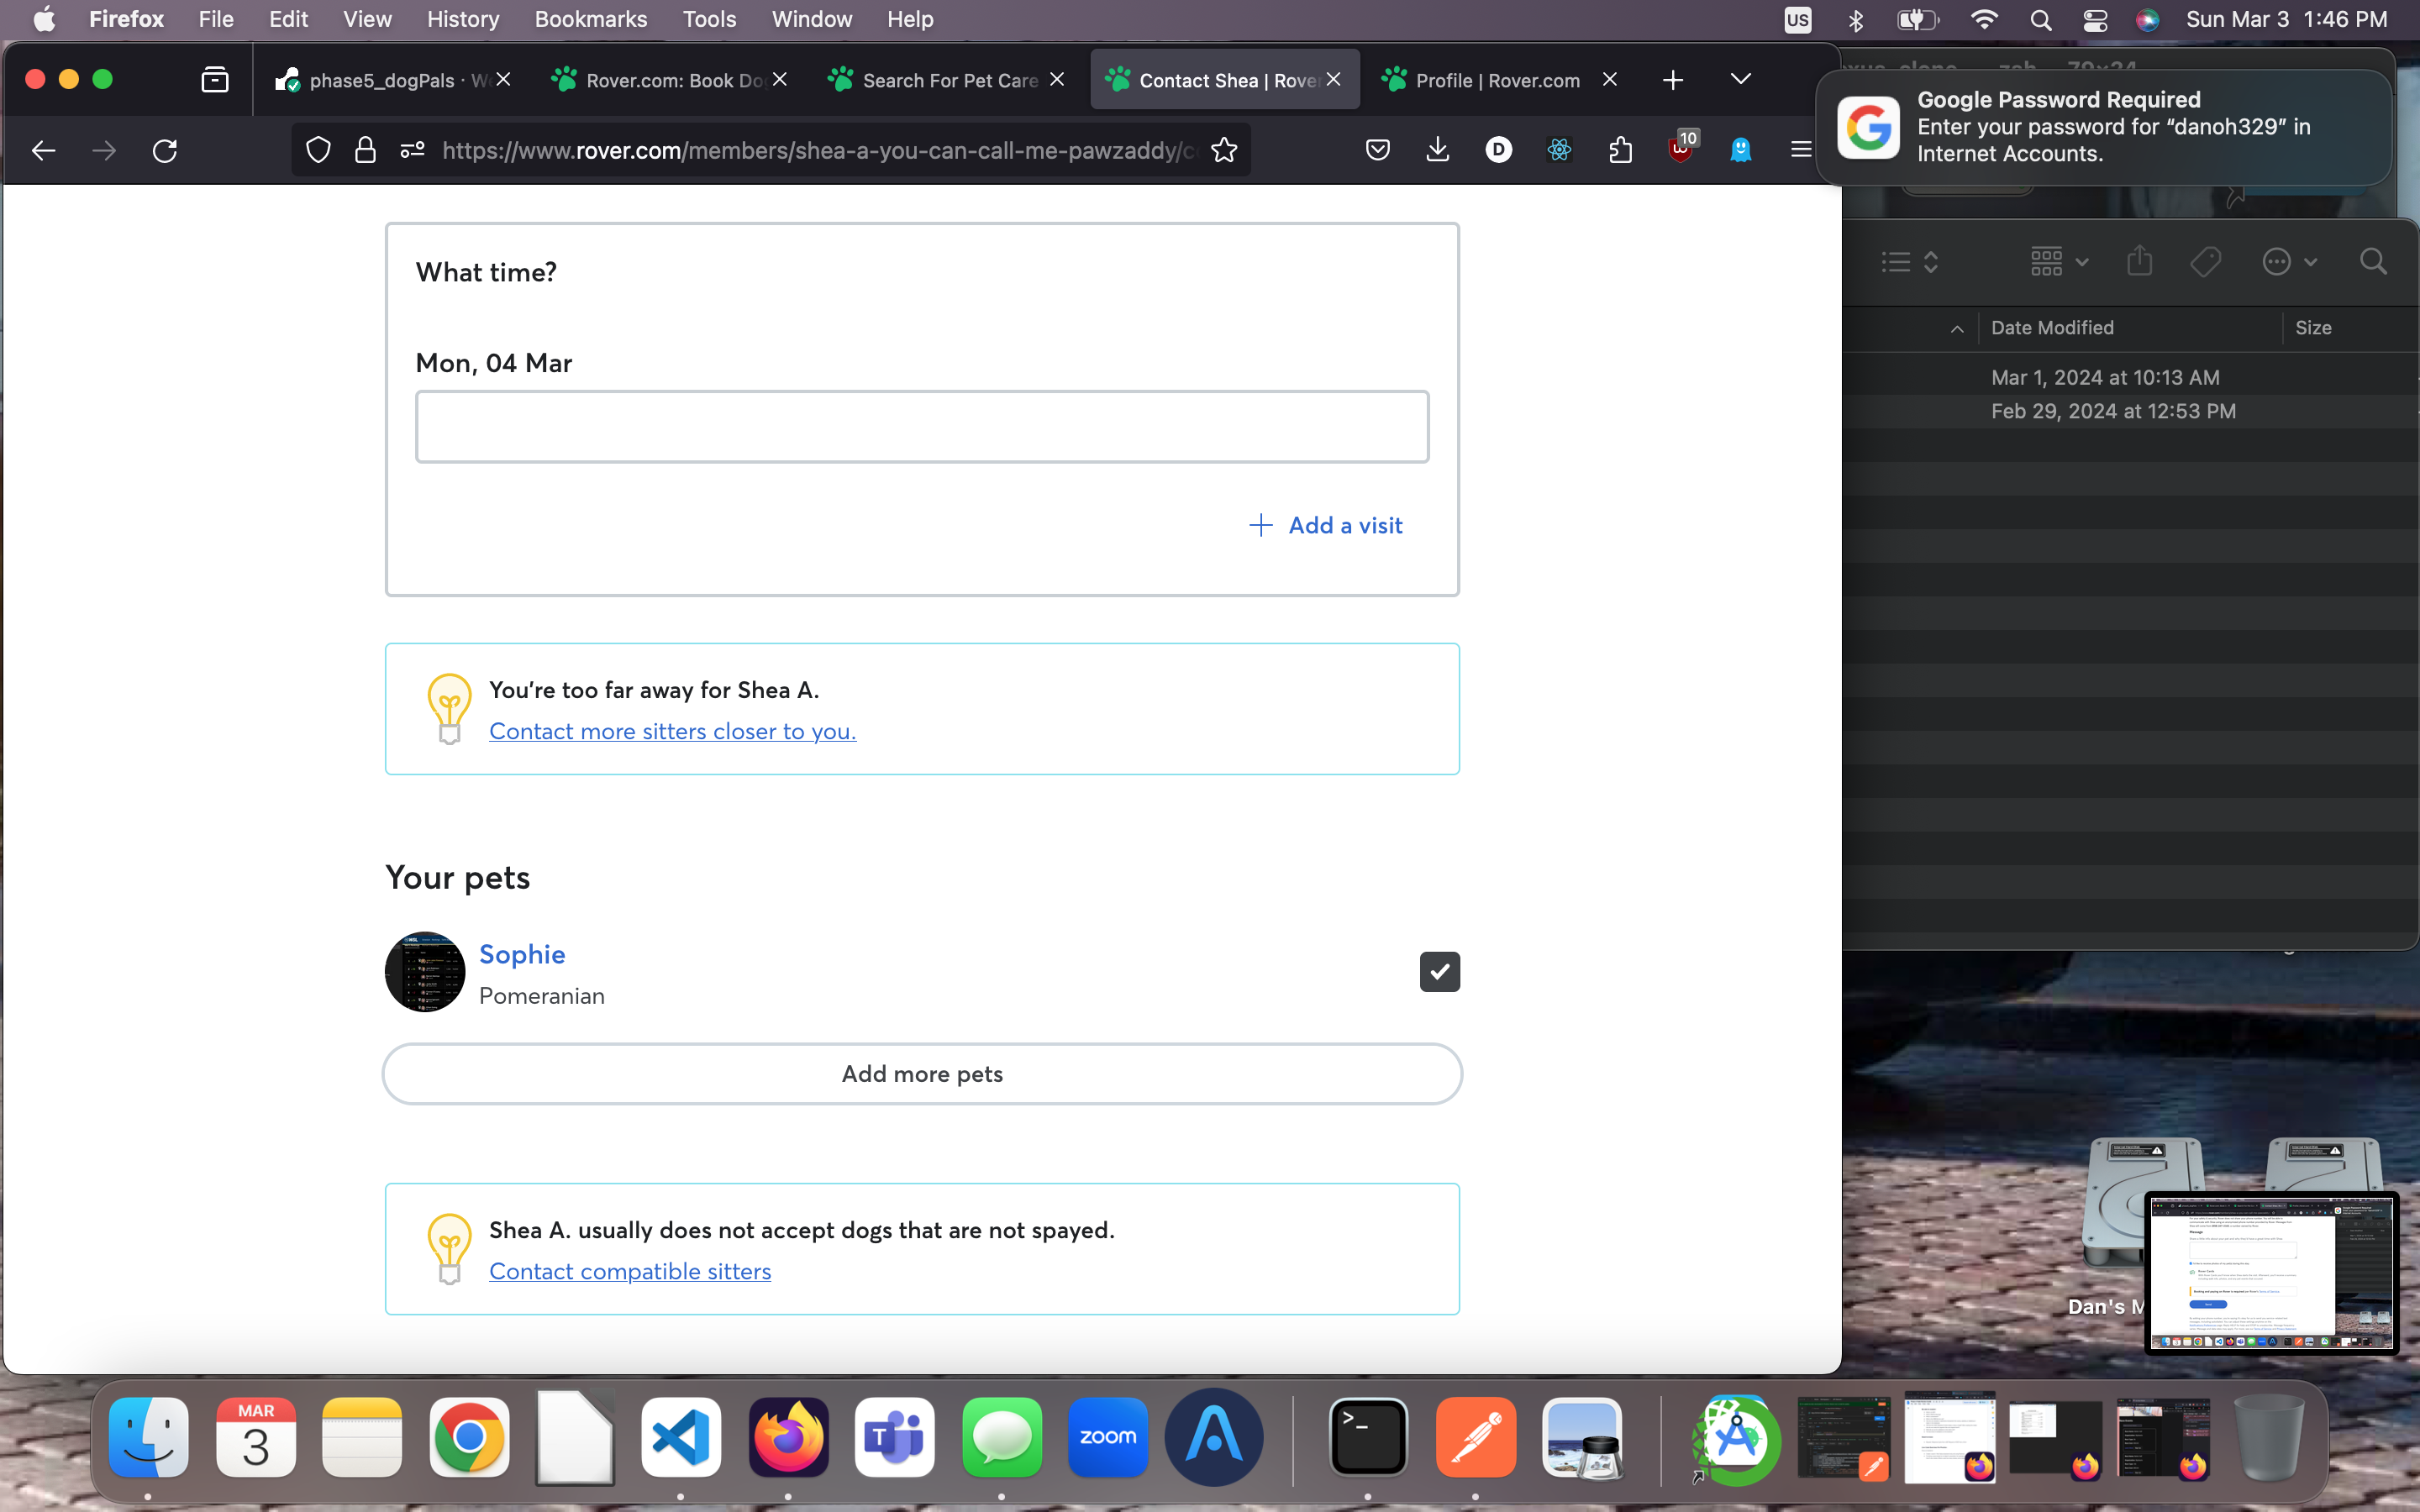 Firefox File Edit View History Bookmarks Tools Window Help US Sun Mar 3 1:46 PM
phase5_dogPals · W
Rover.com: Book Do
Search For Pet Care
Contact Shea | Rove
Profile | Rover.com
https://www.rover.com/members/shea-a-you-can-call-me-pawzaddy/c
D
10
Google Password Required
Enter your password for “danoh329” in
Internet Accounts.
What time?
Mon, 04 Mar
Add a visit
You’re too far away for Shea A.
Contact more sitters closer to you.
Your pets
Sophie
Pomeranian
Add more pets
Shea A. usually does not accept dogs that are not spayed.
Contact compatible sitters
Date Modified Size
Mar 1, 2024 at 10:13 AM
Feb 29, 2024 at 12:53 PM
Dan's M
MAR
3
T
zoom